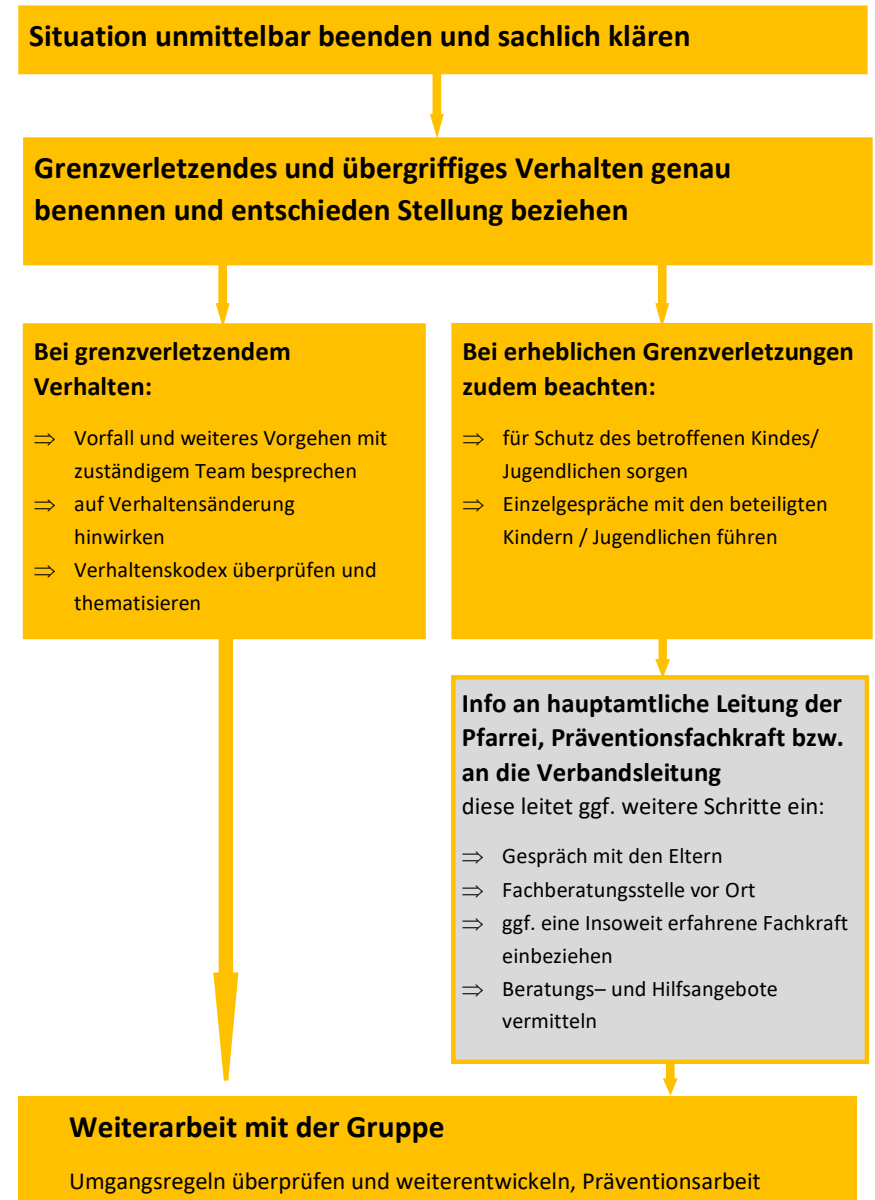 Situation unmittelbar beenden und sachlich klären
Grenzverletzendes und übergriffiges Verhalten genau
benennen und entschieden Stellung beziehen
Bei grenzverletzendem
Verhalten:
⇒ Vorfall und weiteres Vorgehen mit
zuständigem Team besprechen
⇒ auf Verhaltensänderung
hinwirken
⇒ Verhaltenskodex überprüfen und
thematisieren
Bei erheblichen Grenzverletzungen
zudem beachten:
⇒ für Schutz des betroffenen Kindes/
Jugendlichen sorgen
⇒ Einzelgespräche mit den beteiligten
Kindern / Jugendlichen führen
Info an hauptamtliche Leitung der
Pfarrei, Präventionsfachkraft bzw.
an die Verbandsleitung
diese leitet ggf. weitere Schritte ein:
⇒ Gespräch mit den Eltern
⇒ Fachberatungsstelle vor Ort
⇒ ggf. eine Insoweit erfahrene Fachkraft
einbeziehen
⇒ Beratungs– und Hilfsangebote
vermitteln
Weiterarbeit mit der Gruppe
Umgangsregeln überprüfen und weiterentwickeln, Präventionsarbeit